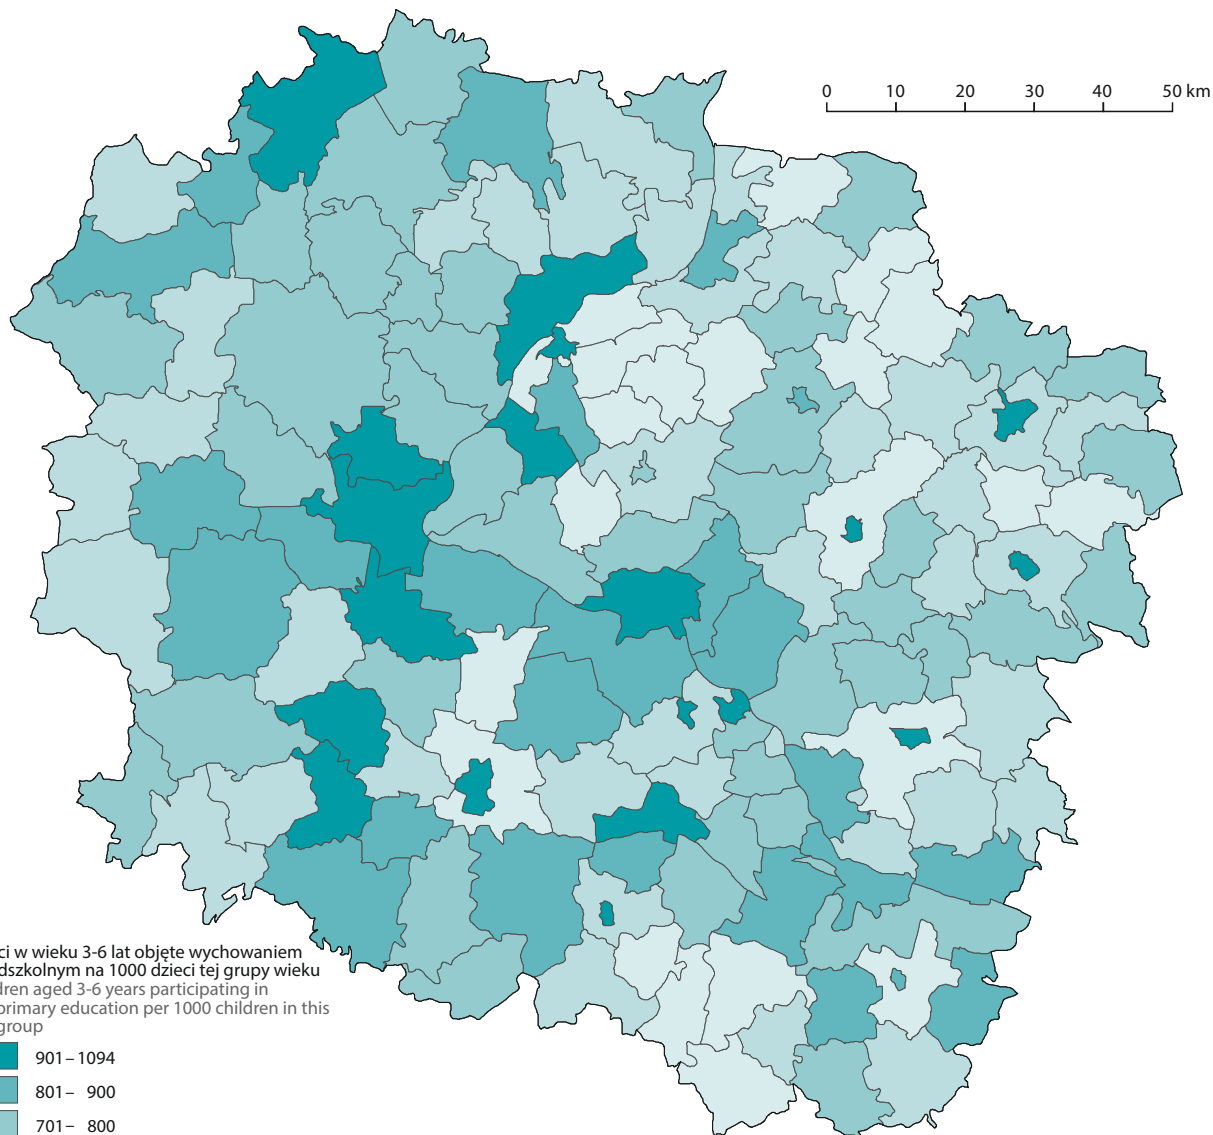 0 10 20 30 40 50 km
ci w wieku 3-6 lat objęte wychowaniem
dszkolnym na 1000 dzieci tej grupy wieku
dren aged 3-6 years participating in
primary education per 1000 children in this
group
901– 1094
801– 900
701– 800